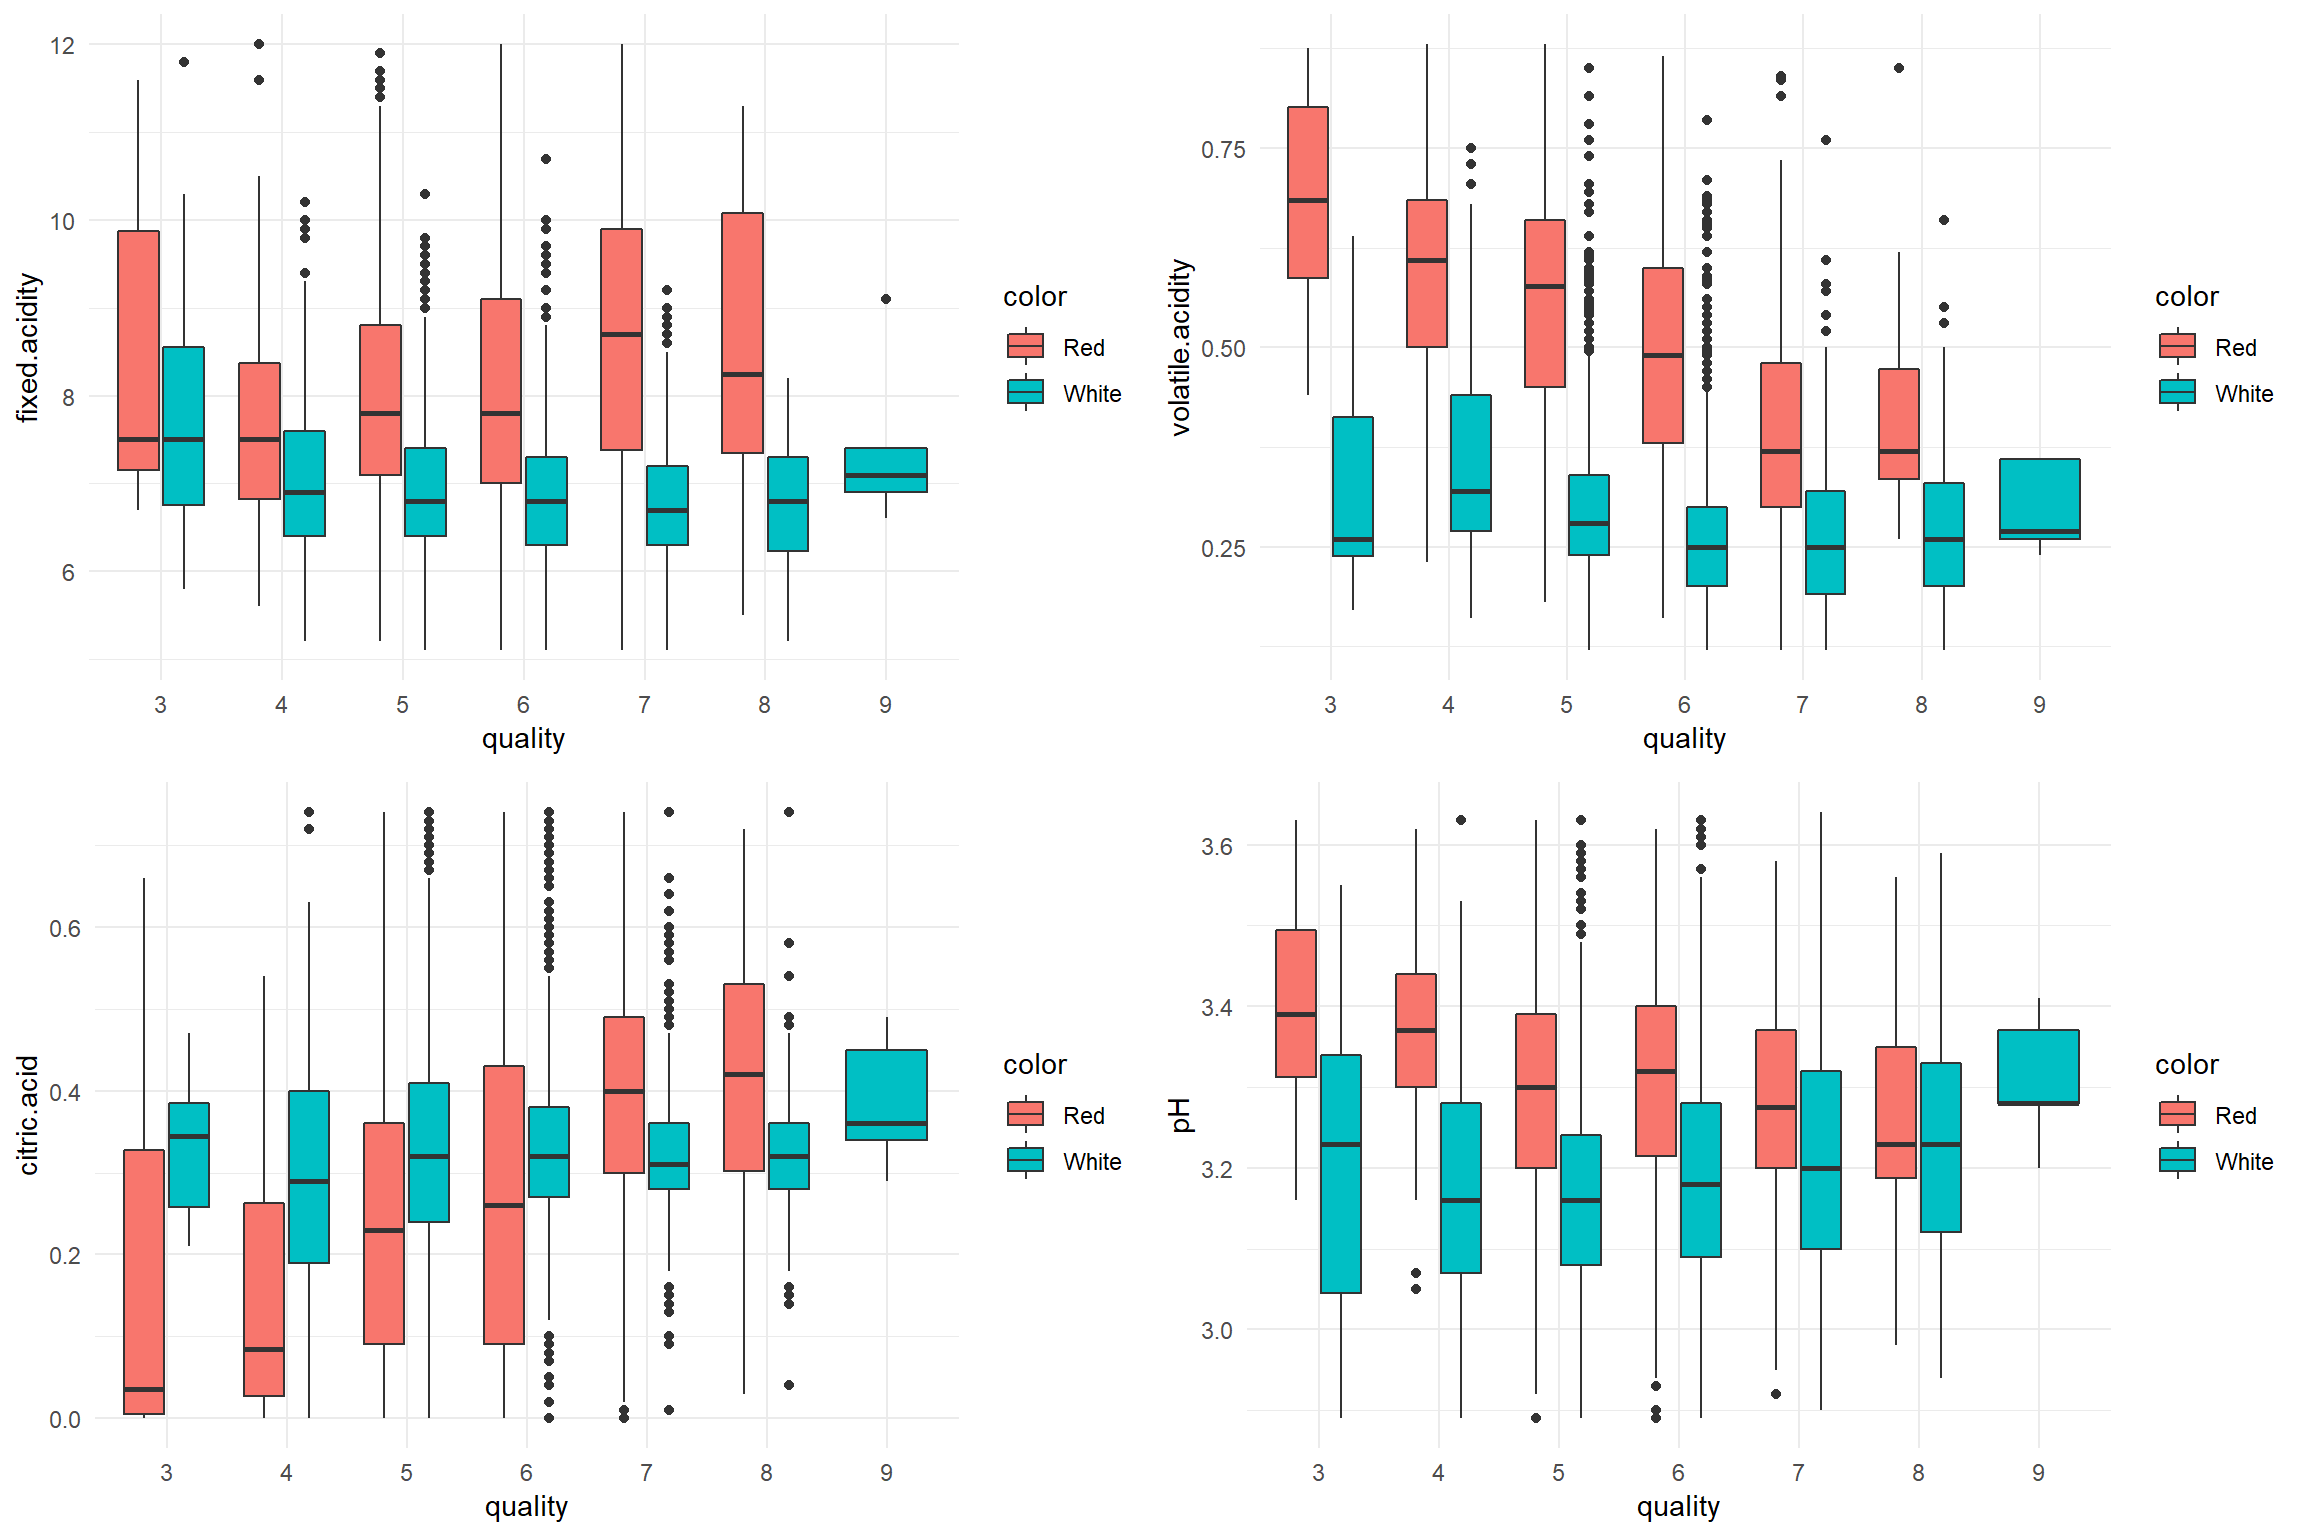 12
10
8
6
fixed.acidity
3 4 5 6 7 8 9
quality
color
Red
White
0.75
0.50
0.25
volatile.acidity
3 4 5 6 7 8 9
quality
color
Red
White
0.6
0.4
0.2
0.0
citric.acid
3 4 5 6 7 8 9
quality
color
Red
White
3.6
3.4
3.2
3.0
pH
3 4 5 6 7 8 9
quality
color
Red
White